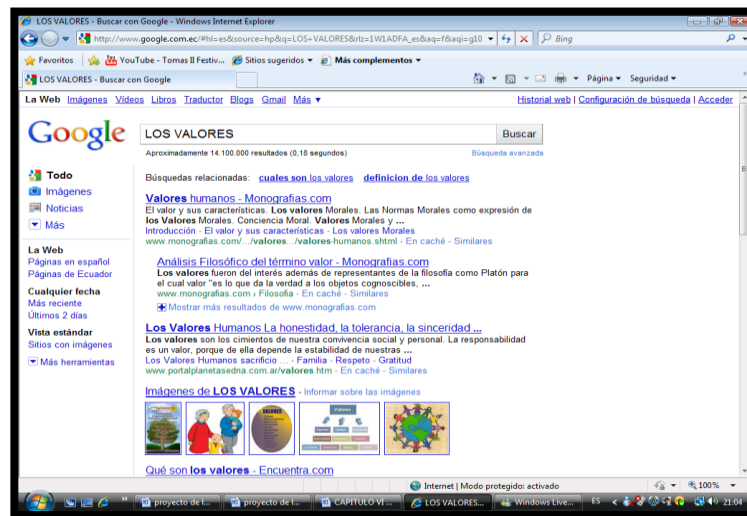 LOS VALORES - Buscar con Google - Windows Internet Explorer
http://www.google.com.ec/#hl=es&source=hp&q=LOS+VALORES&rlz=1W1ADFA_es&aq=f&aqi=g10
Bing
Favoritos YouTube - Tomas II Festiv... Sitios sugeridos Más complementos
LOS VALORES - Buscar con Google
Página Seguridad
La Web Imágenes Vídeos Libros Traductor Blogs Gmail Más Historial web | Configuración de búsqueda | Acceder
Google LOS VALORES Buscar
Aproximadamente 14.100.000 resultados (0,18 segundos) Búsqueda avanzada
Todo
Imágenes
Noticias
Más
La Web
Páginas en español
Páginas de Ecuador
Cualquier fecha
Más reciente
Últimos 2 días
Vista estándar
Sitios con imágenes
Más herramientas
Búsquedas relacionadas: cuales son los valores definicion de los valores
Valores humanos - Monografias.com
El valor y sus características. Los valores Morales. Las Normas Morales como expresión de
los Valores Morales. Conciencia Moral. Valores Morales y ...
Introducción - El valor y sus características - Los valores Morales
www.monografias.com/.../valores.../valores-humanos.shtml - En caché - Similares
Análisis Filosófico del término valor - Monografias.com
Los valores fueron del interés además de representantes de la filosofía como Platón para
el cual valor "es lo que da la verdad a los objetos cognoscibles, ...
www.monografias.com › Filosofia - En caché - Similares
Mostrar más resultados de www.monografias.com
Los Valores Humanos La honestidad, la tolerancia, la sinceridad ...
Los valores son los cimientos de nuestra convivencia social y personal. La responsabilidad
es un valor, porque de ella depende la estabilidad de nuestras ...
Los Valores Humanos sacrificio ... - Familia - Respeto - Gratitud
www.portalplanetasedna.com.ar/valores.htm - En caché - Similares
Imágenes de LOS VALORES - Informar sobre las imágenes
VALORES
Valores
Qué son los valores - Encuentra.com
Internet | Modo protegido: activado 100%
proyecto de l... proyecto de l... CAPITULO VI ... LOS VALORES... Windows Live... ES 21:04